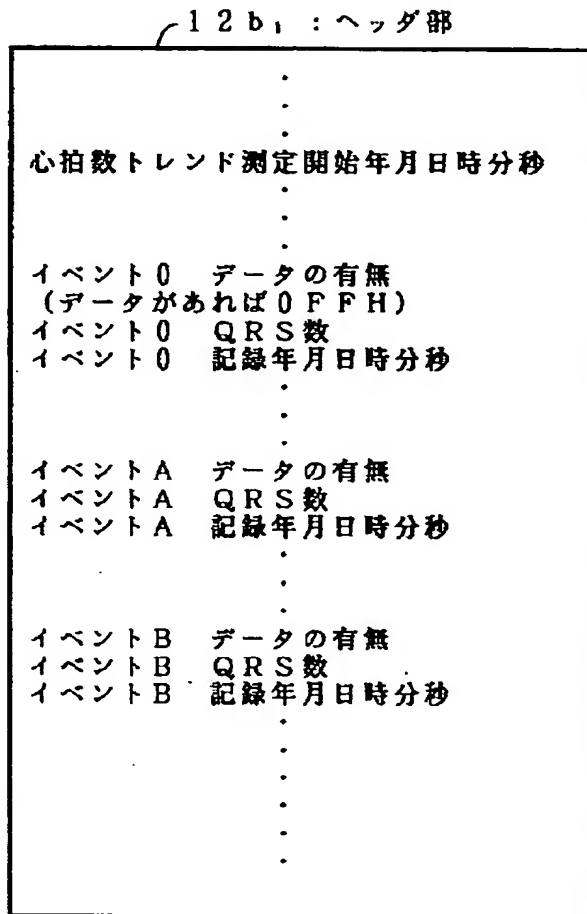 12b₁：ヘッダ部
心拍数トレンド測定開始年月日時分秒
イベント0　データの有無
（データがあれば0FFH）
イベント0　QRS数
イベント0　記録年月日時分秒
イベントA　データの有無
イベントA　QRS数
イベントA　記録年月日時分秒
イベントB　データの有無
イベントB　QRS数
イベントB　記録年月日時分秒